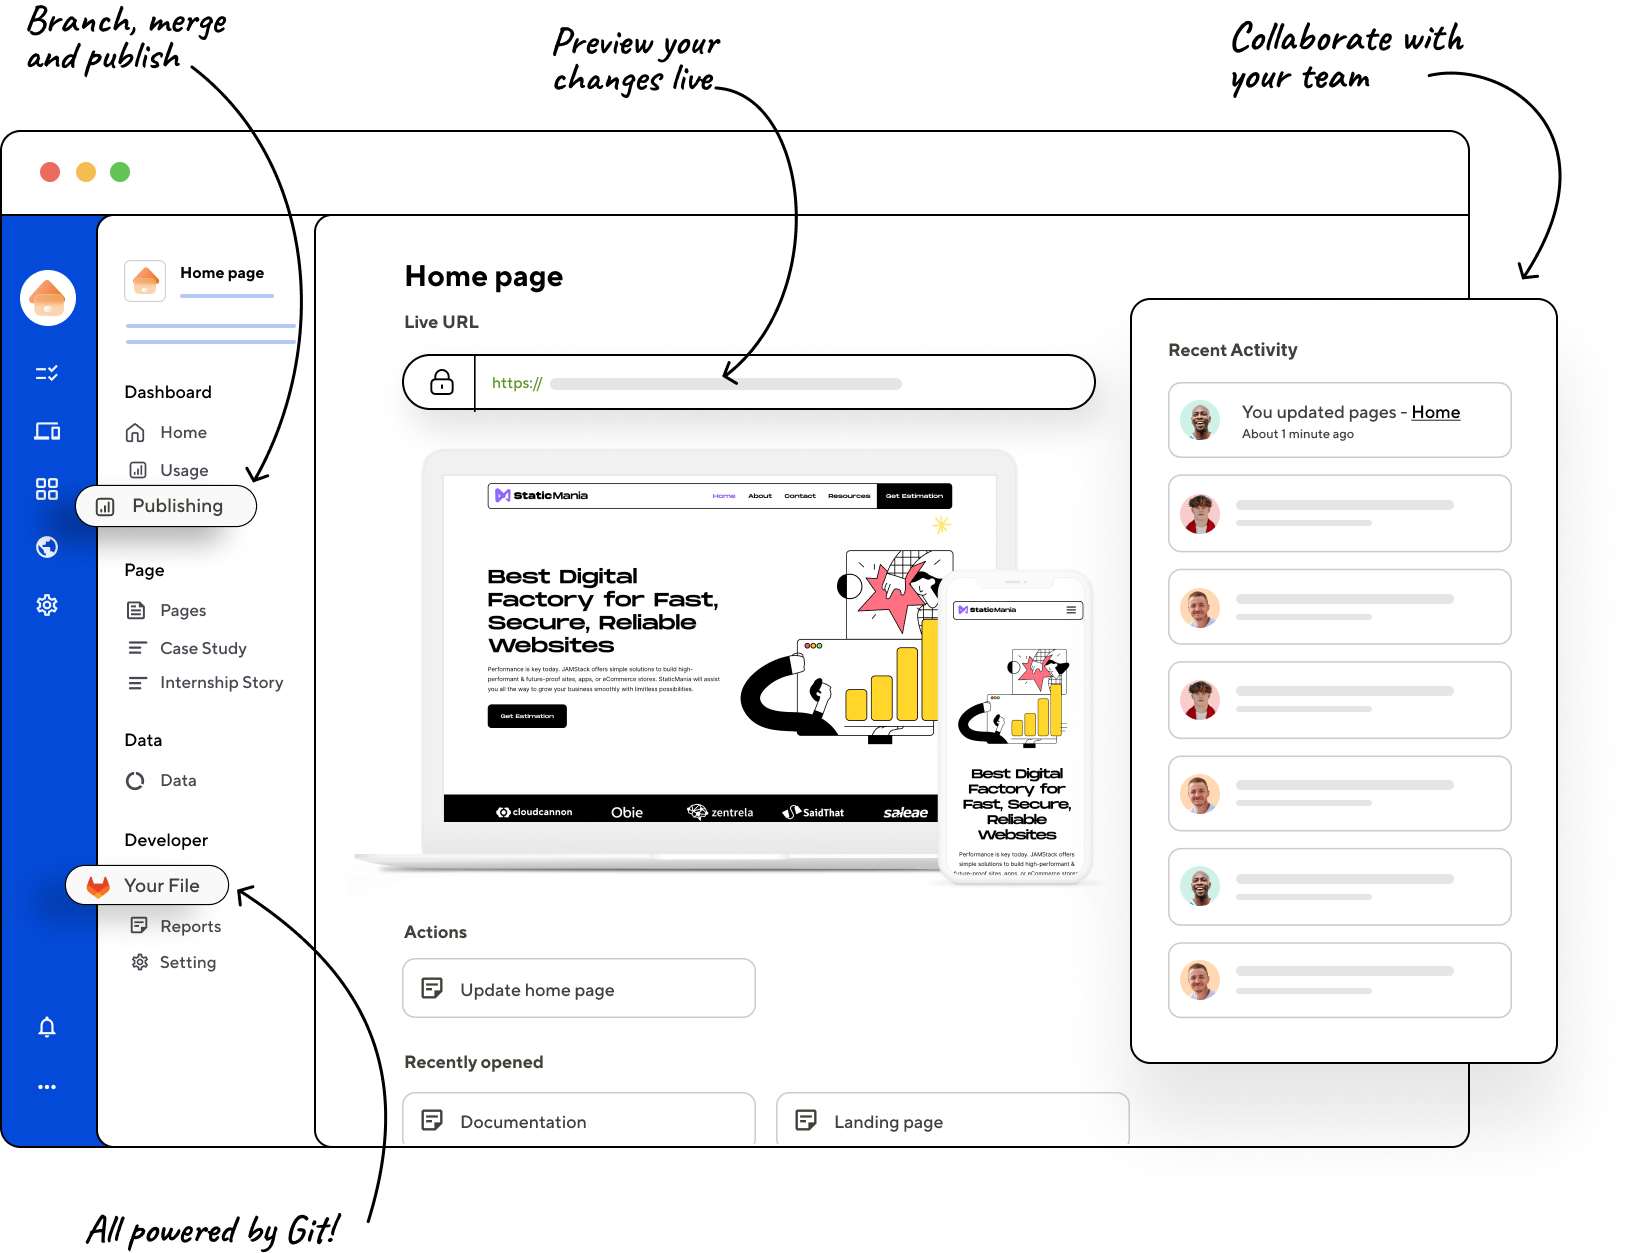 Branch, merge
and publish
Preview your
changes live
Collaborate with
your team
Home page
Dashboard
Home
Usage
Publishing
Page
Pages
Case Study
Internship Story
Data
Data
Developer
Your File
Reports
Setting
Home page
Live URL
https://
StaticMania
Home
About
Contact
Resources
Get Estimation
Best Digital
Factory for Fast,
Secure, Reliable
Websites
Performance is key today. JAMStack offers simple solutions to build high-
performant & future-proof sites, apps, or eCommerce stores. StaticMania will assist
you all the way to grow your business smoothly with limitless possibilities.
Get Estimation
cloudcannon
Obie
zentrela
SaidThat
saleae
StaticMania
Best Digital
Factory for
Fast, Secure,
Reliable
Websites
Performance is key today. JAMStack offers
simple solutions to build high-performant &
future-proof sites, apps, or eCommerce stores
Actions
Update home page
Recently opened
Documentation
Landing page
Recent Activity
You updated pages - Home
About 1 minute ago
All powered by Git!